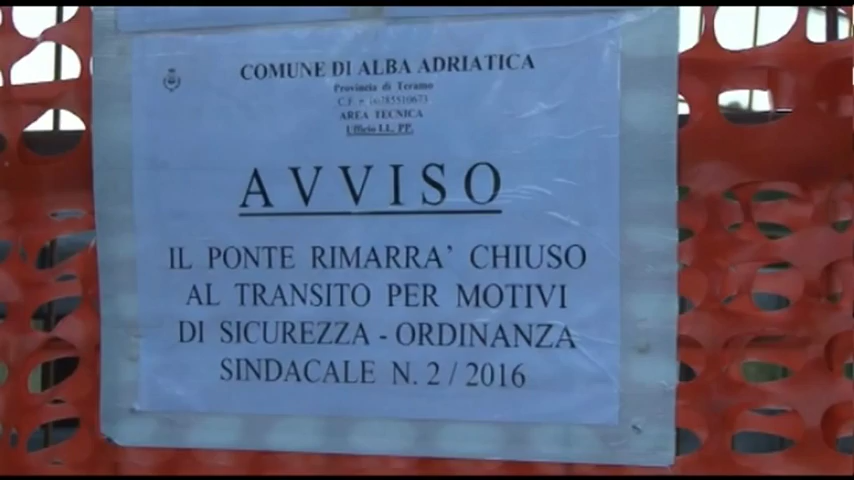 COMUNE DI ALBA ADRIATICA
Provincia di Teramo
C.F. e
AREA TECNICA
Ufficio LL. PP.
AVVISO
IL PONTE RIMARRA' CHIUSO
AL TRANSITO PER MOTIVI
DI SICUREZZA - ORDINANZA
SINDACALE N. 2 / 2016